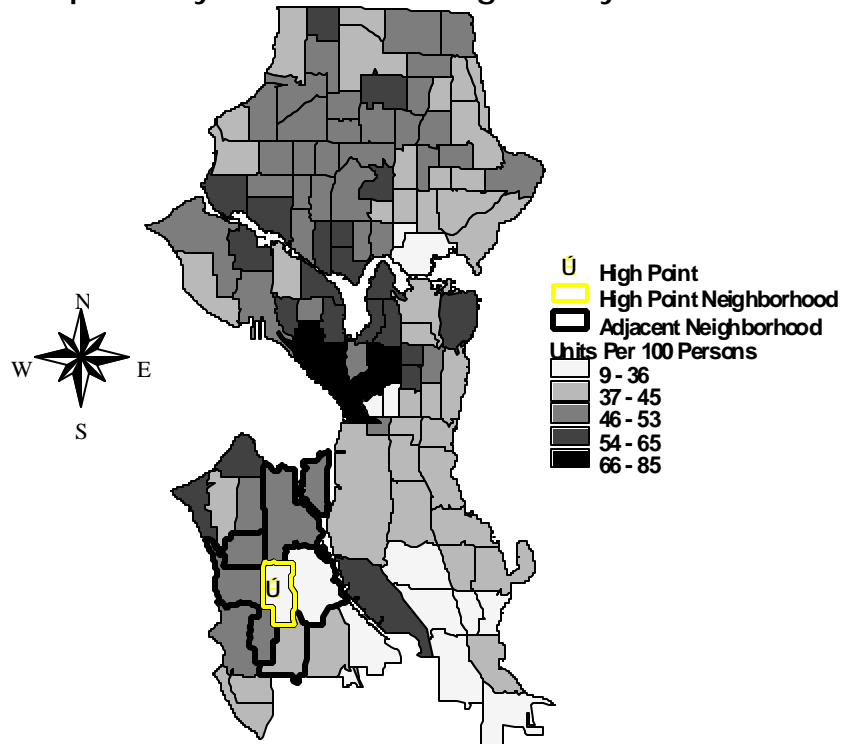 N
W E
S
Ú High Point
High Point Neighborhood
Adjacent Neighborhood
Units Per 100 Persons
9 - 36
37 - 45
46 - 53
54 - 65
66 - 85
Ú